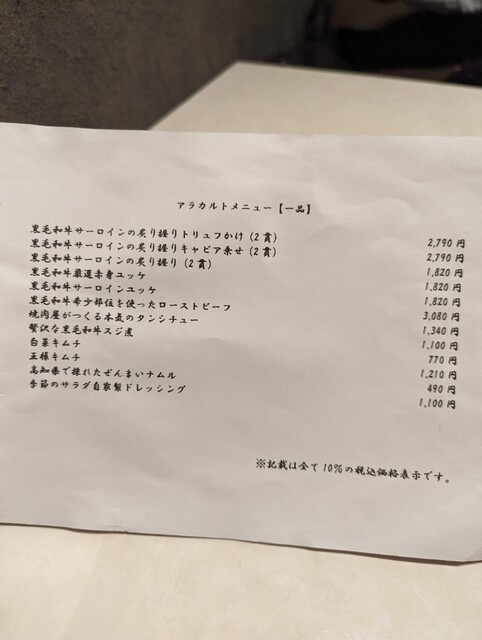 アラカルトメニュー【一品】
黒毛和牛サーロインの炙り握りトリュフかけ(2貫) 2,790円
黒毛和牛サーロインの炙り握りキャビア乗せ(2貫) 2,790円
黒毛和牛サーロインの炙り握り(2貫) 1,820円
黒毛和牛厳選赤身ユッケ 1,820円
黒毛和牛サーロインユッケ 1,820円
黒毛和牛希少部位を使ったローストビーフ 3,080円
焼肉屋がつくる本気のタンシチュー 1,340円
贅沢な黒毛和牛スジ煮 1,100円
白菜キムチ 770円
王様キムチ 1,210円
高知県で採れたぜんまいナムル 490円
季節のサラダ自家製ドレッシング 1,100円
※記載は全て10%の税込価格表示です。